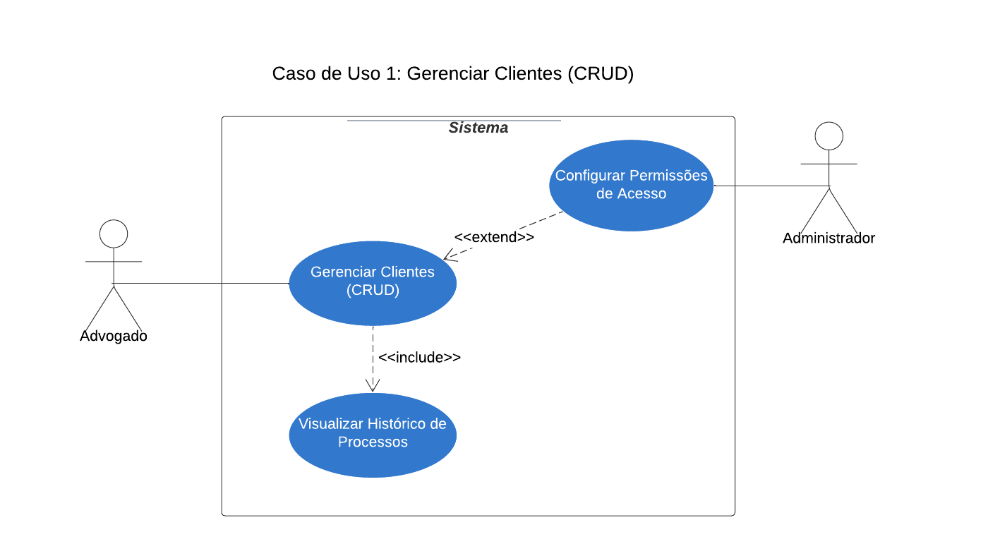 Caso de Uso 1: Gerenciar Clientes (CRUD)
Sistema
Configurar Permissões
de Acesso
<<extend>>
Administrador
Gerenciar Clientes
(CRUD)
Advogado
<<include>>
Visualizar Histórico de
Processos